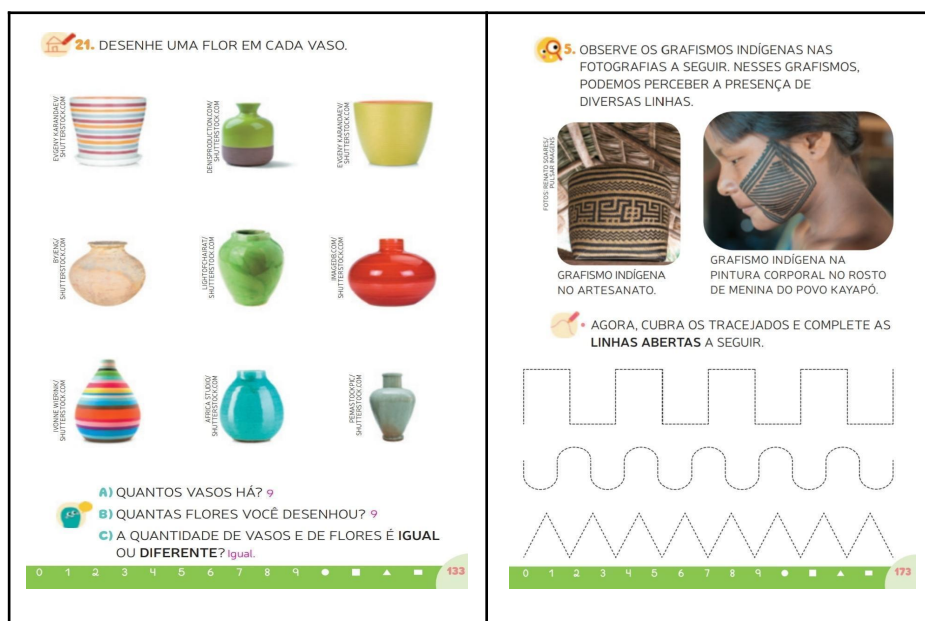 21. DESENHE UMA FLOR EM CADA VASO.
EVGENY KARANDAEV/
SHUTTERSTOCK.COM
DENISPRODUCTION.COM/
SHUTTERSTOCK.COM
EVGENY KARANDAEV/
SHUTTERSTOCK.COM
BYJENG/
SHUTTERSTOCK.COM
LIGHTOFCHAIRAT/
SHUTTERSTOCK.COM
IMAGEDB.COM/
SHUTTERSTOCK.COM
IVONNE WIERINK/
SHUTTERSTOCK.COM
AFRICA STUDIO/
SHUTTERSTOCK.COM
PEMASTOCKPIC/
SHUTTERSTOCK.COM
A) QUANTOS VASOS HÁ? 9
B) QUANTAS FLORES VOCÊ DESENHOU? 9
C) A QUANTIDADE DE VASOS E DE FLORES É IGUAL
OU DIFERENTE? Igual.
0 1 2 3 4 5 6 7 8 9
133
5. OBSERVE OS GRAFISMOS INDÍGENAS NAS
FOTOGRAFIAS A SEGUIR. NESSES GRAFISMOS,
PODEMOS PERCEBER A PRESENÇA DE
DIVERSAS LINHAS.
FOTOS: RENATO SOARES/
PULSAR IMAGENS
GRAFISMO INDÍGENA
NO ARTESANATO.
GRAFISMO INDÍGENA NA
PINTURA CORPORAL NO ROSTO
DE MENINA DO POVO KAYAPÓ.
• AGORA, CUBRA OS TRACEJADOS E COMPLETE AS
LINHAS ABERTAS A SEGUIR.
0 1 2 3 4 5 6 7 8 9
173